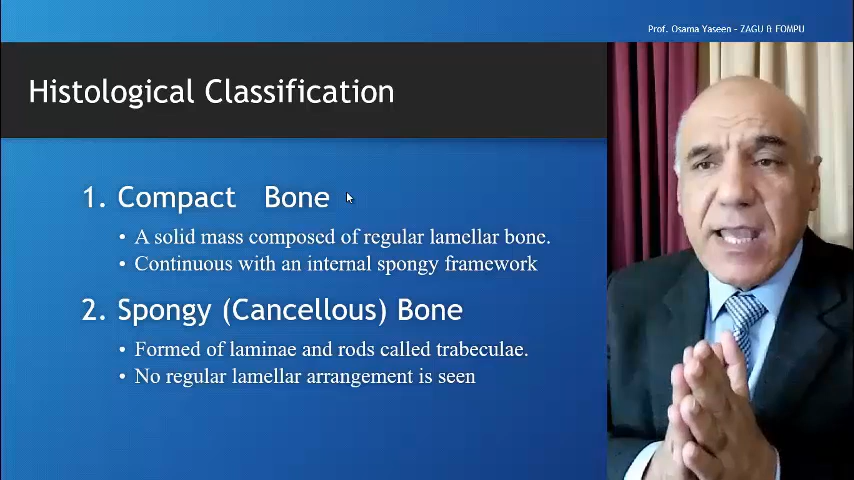 Prof. Osama Yaseen - ZAGU & FOMPU
Histological Classification
1. Compact Bone
• A solid mass composed of regular lamellar bone.
• Continuous with an internal spongy framework
2. Spongy (Cancellous) Bone
• Formed of laminae and rods called trabeculae.
• No regular lamellar arrangement is seen